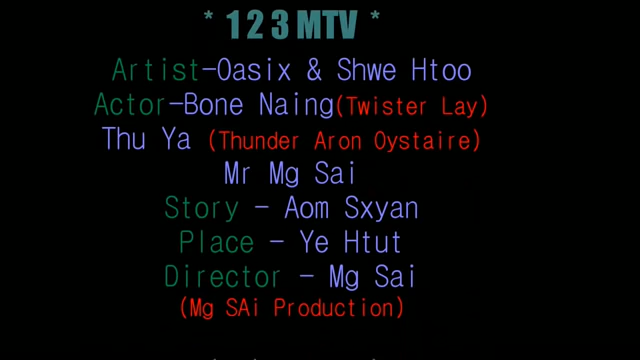 * 1 2 3 MTV *
Artist-Oasix & Shwe Htoo
Actor-Bone Naing(Twister Lay)
Thu Ya (Thunder Aron Oystaire)
Mr Mg Sai
Story - Aom Sxyan
Place - Ye Htut
Director - Mg Sai
(Mg SAi Production)